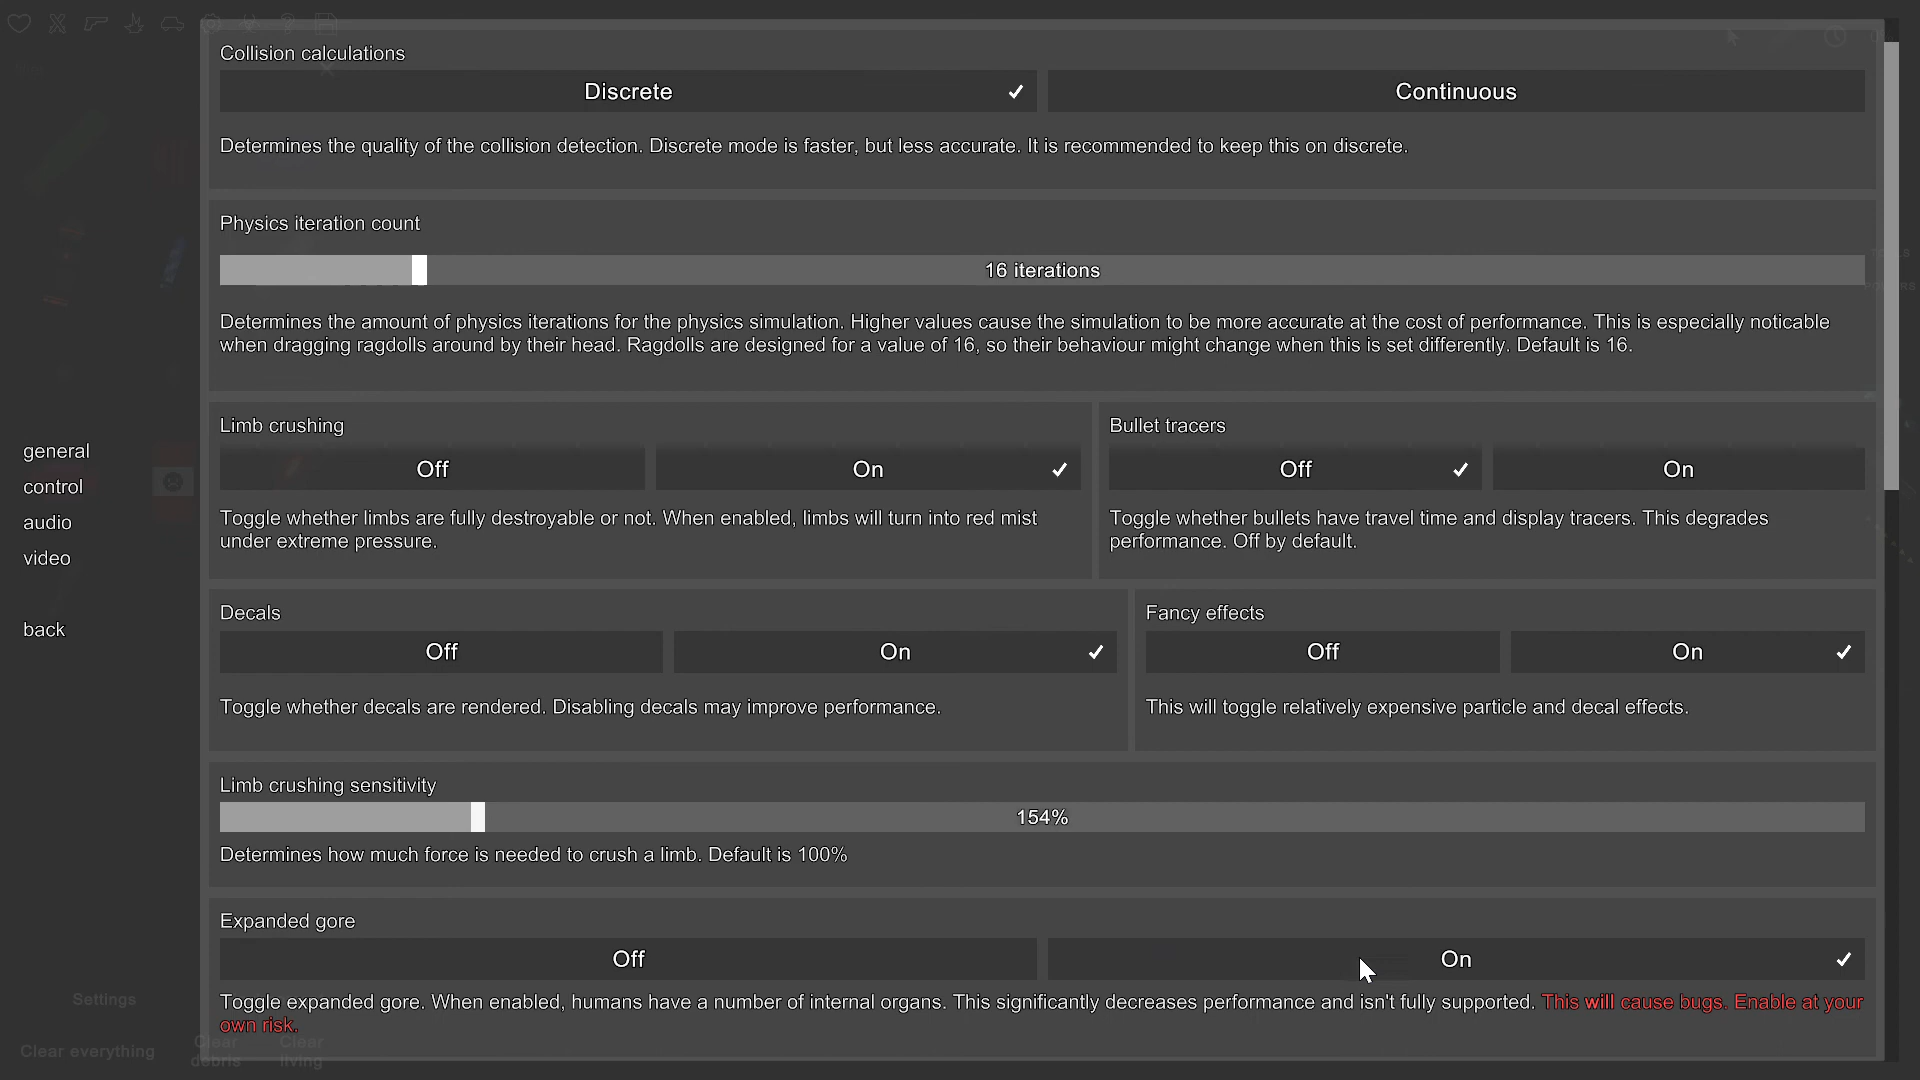 Collision calculations
Discrete
Continuous
Determines the quality of the collision detection. Discrete mode is faster, but less accurate. It is recommended to keep this on discrete.
Physics iteration count
16 iterations
Determines the amount of physics iterations for the physics simulation. Higher values cause the simulation to be more accurate at the cost of performance. This is especially noticable
when dragging ragdolls around by their head. Ragdolls are designed for a value of 16, so their behaviour might change when this is set differently. Default is 16.
general
control
audio
video
back
Limb crushing
Off
On
Toggle whether limbs are fully destroyable or not. When enabled, limbs will turn into red mist
under extreme pressure.
Bullet tracers
Off
On
Toggle whether bullets have travel time and display tracers. This degrades
performance. Off by default.
Decals
Off
On
Toggle whether decals are rendered. Disabling decals may improve performance.
Fancy effects
Off
On
This will toggle relatively expensive particle and decal effects.
Limb crushing sensitivity
154%
Determines how much force is needed to crush a limb. Default is 100%
Expanded gore
Off
On
Toggle expanded gore. When enabled, humans have a number of internal organs. This significantly decreases performance and isn't fully supported. This will cause bugs. Enable at your
own risk.
Settings
Clear everything
Clear
debris
Clear
living